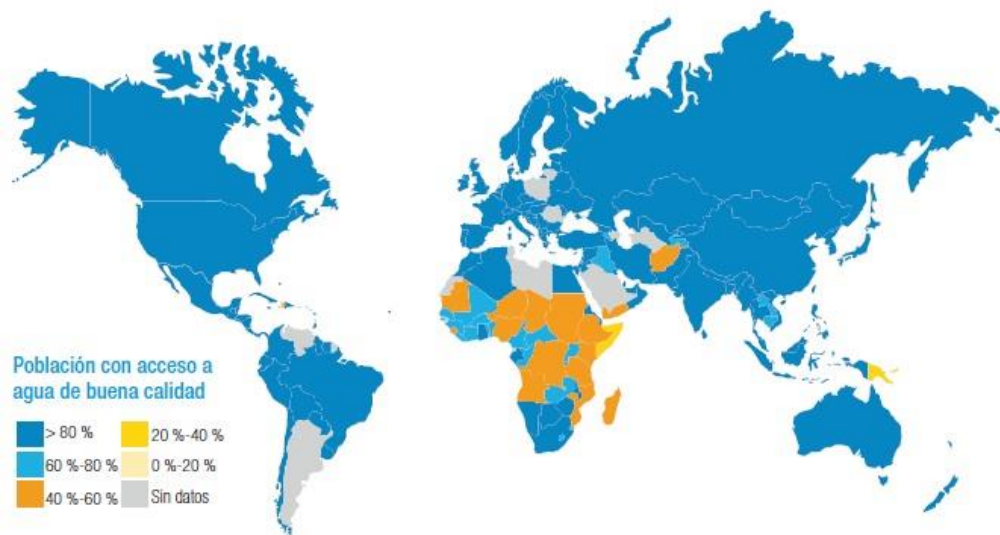 Población con acceso a
agua de buena calidad
> 80 %
20 %-40 %
60 %-80 %
0 %-20 %
40 %-60 %
Sin datos